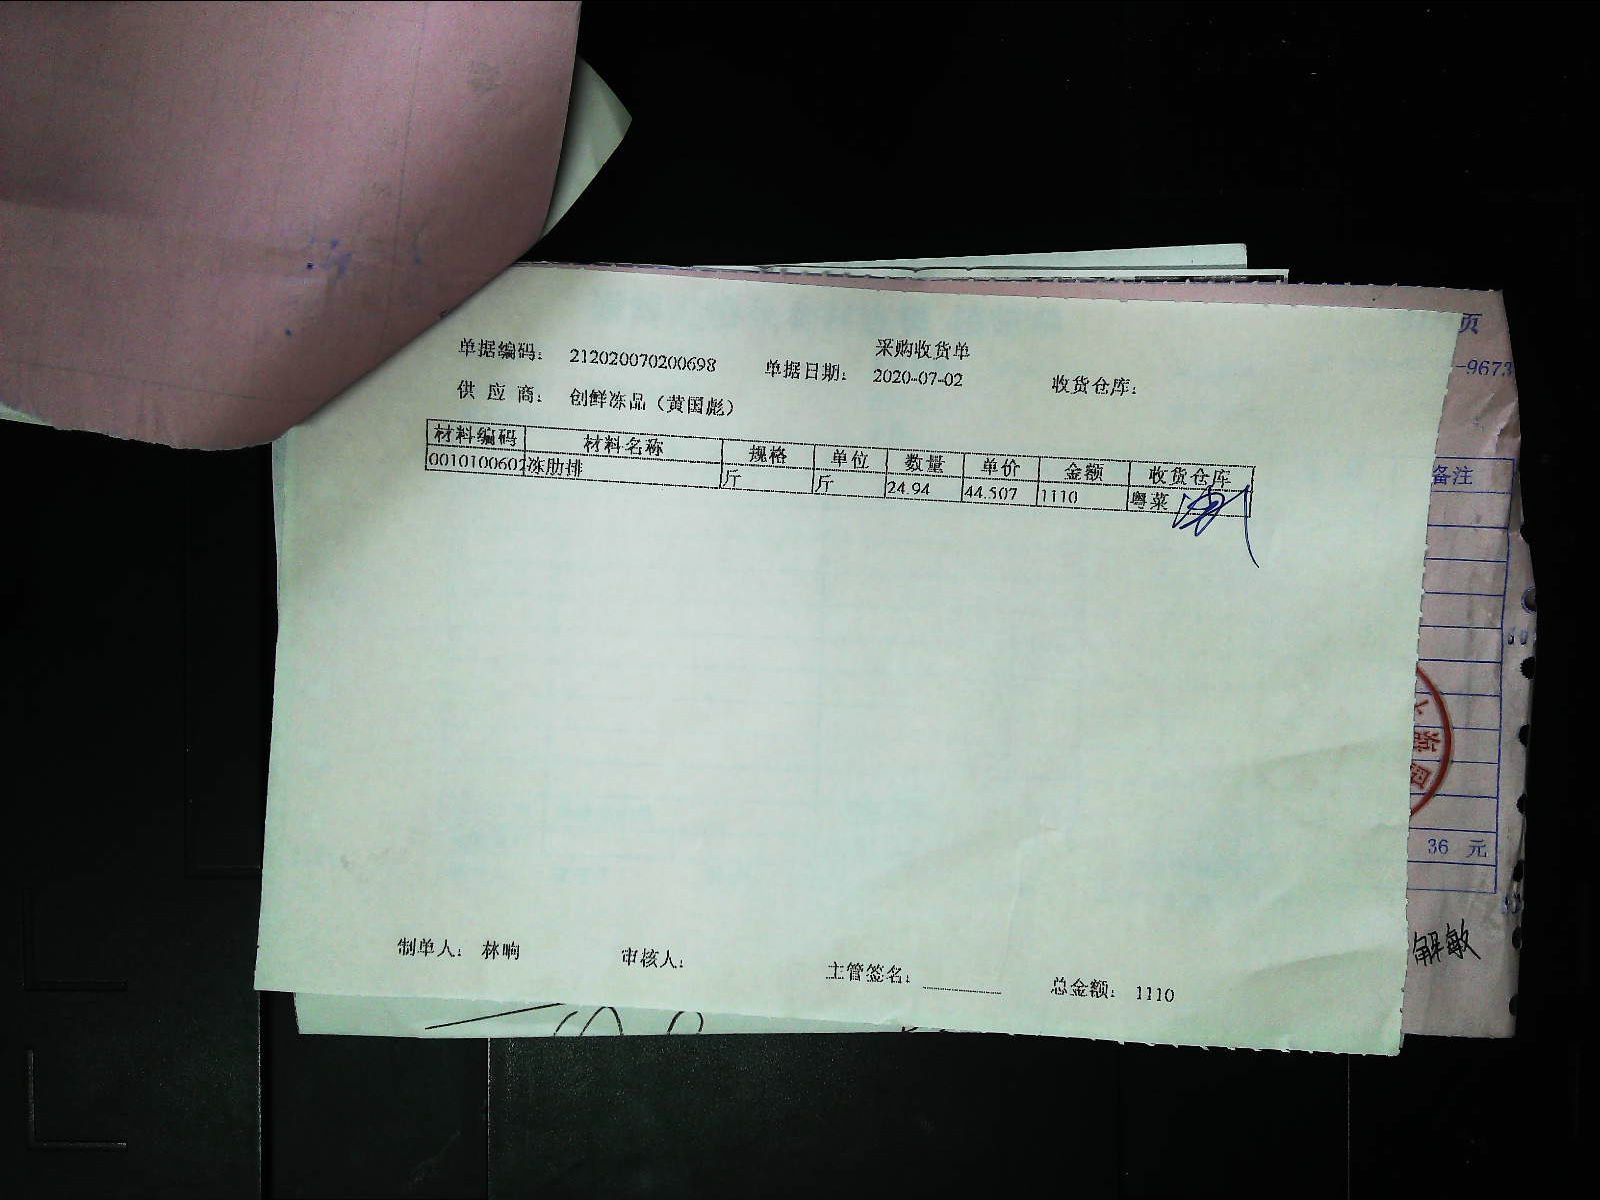 采购收货单
单据编码: 212020070200698 单据日期: 2020-07-02 收货仓库:
供 应 商: 创鲜冻品（黄国彪）
材料编码 材料名称 规格 单位 数量 单价 金额 收货仓库
0010100602 冻肋排 斤 斤 24.94 44.507 1110 粤菜
制单人: 林响 审核人: 主管签名: 总金额: 1110
页
-9673
备注
36 元
解敏